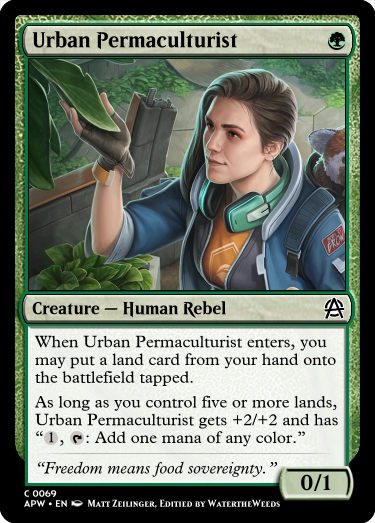 Urban Permaculturist
Creature — Human Rebel
When Urban Permaculturist enters, you
may put a land card from your hand onto
the battlefield tapped.
As long as you control five or more lands,
Urban Permaculturist gets +2/+2 and has
“1, T: Add one mana of any color.”
“Freedom means food sovereignty.”
0/1
C 0069
APW • EN Matt Zeilinger, Editied by WatertheWeeds